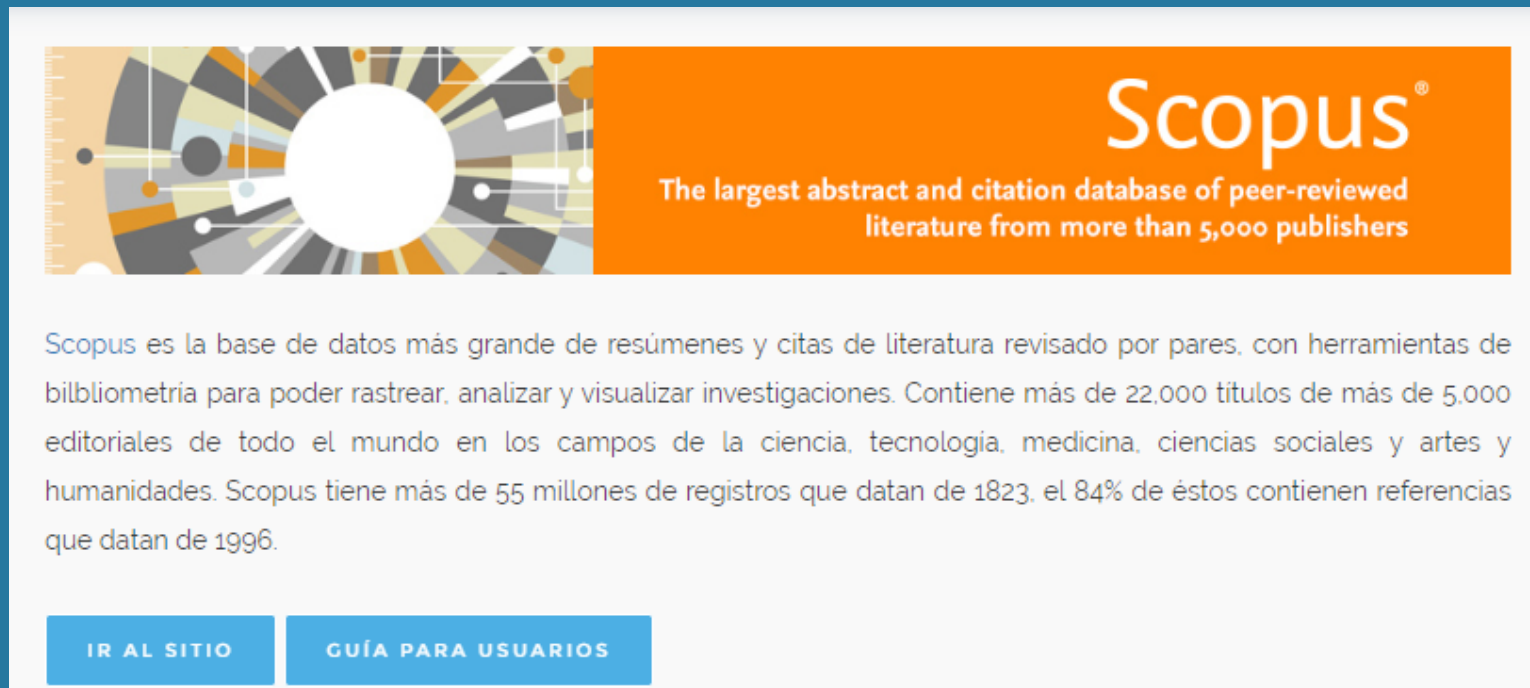 Scopus®
The largest abstract and citation database of peer-reviewed
literature from more than 5,000 publishers
Scopus es la base de datos más grande de resúmenes y citas de literatura revisado por pares, con herramientas de
bilbliometría para poder rastrear, analizar y visualizar investigaciones. Contiene más de 22,000 títulos de más de 5,000
editoriales de todo el mundo en los campos de la ciencia, tecnología, medicina, ciencias sociales y artes y
humanidades. Scopus tiene más de 55 millones de registros que datan de 1823, el 84% de éstos contienen referencias
que datan de 1996.
IR AL SITIO
GUÍA PARA USUARIOS